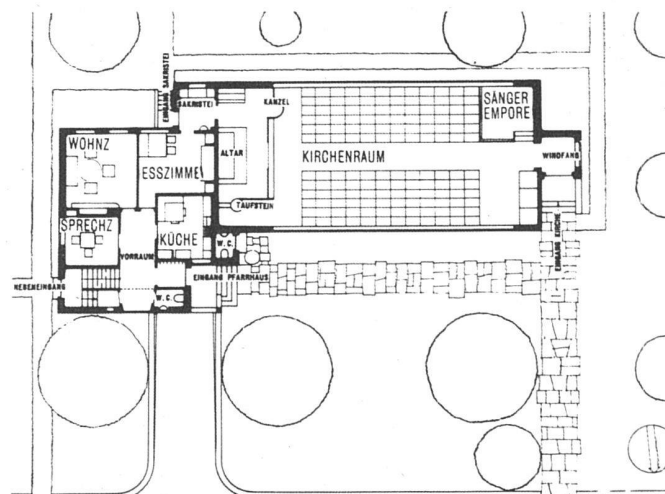 EINGANG SAKRISTEI
SAKRISTEI
KANZEL
SÄNGER
EMPORE
WOHNZ
ESSZIMME
ALTAR
KIRCHENRAUM
WINDFANG
TAUFSTEIN
SPRECHZ
KÜCHE
VORRAUM
W.C.
EINGANG KIRCHE
EINGANG PFARRHAUS
NEBENEINGANG
W.C.